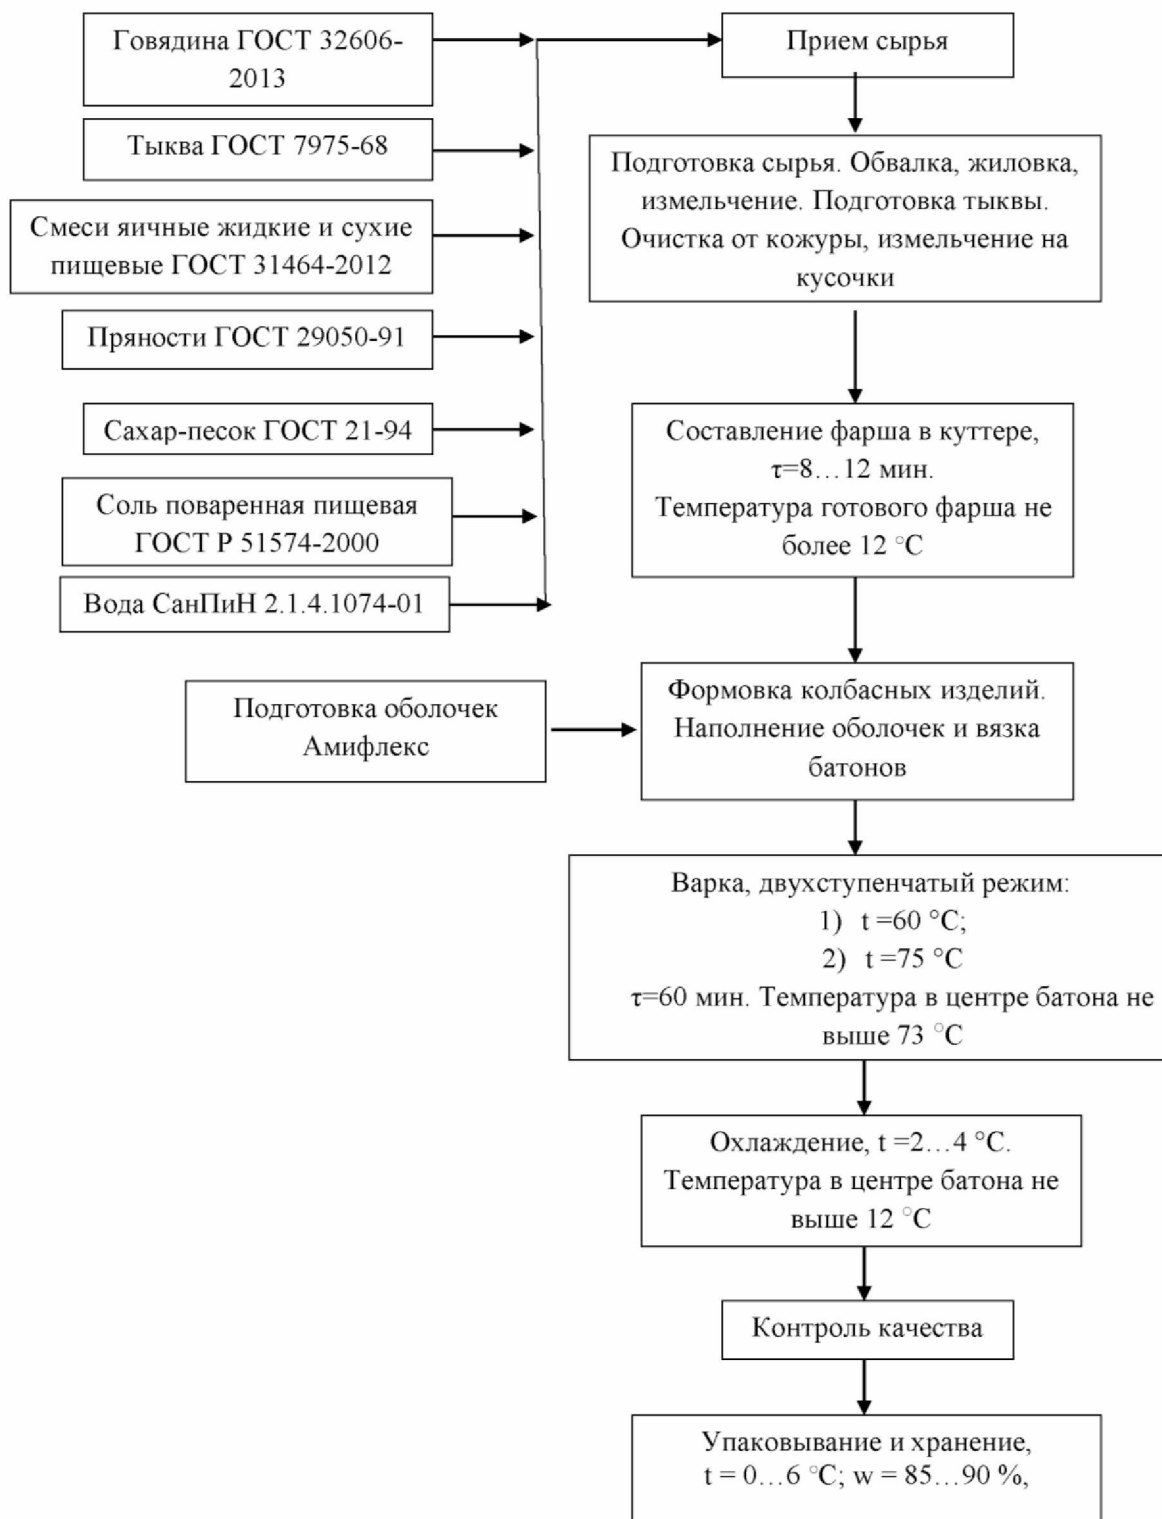 Говядина ГОСТ 32606-
2013
Тыква ГОСТ 7975-68
Смеси яичные жидкие и сухие
пищевые ГОСТ 31464-2012
Пряности ГОСТ 29050-91
Сахар-песок ГОСТ 21-94
Соль поваренная пищевая
ГОСТ Р 51574-2000
Вода СанПиН 2.1.4.1074-01
Прием сырья
Подготовка сырья. Обвалка, жиловка,
измельчение. Подготовка тыквы.
Очистка от кожуры, измельчение на
кусочки
Составление фарша в куттере,
τ=8…12 мин.
Температура готового фарша не
более 12 °С
Подготовка оболочек
Амифлекс
Формовка колбасных изделий.
Наполнение оболочек и вязка
батонов
Варка, двухступенчатый режим:
1) t =60 °С;
2) t =75 °С
τ=60 мин. Температура в центре батона не
выше 73 °С
Охлаждение, t =2…4 °С.
Температура в центре батона не
выше 12 °С
Контроль качества
Упаковывание и хранение,
t = 0…6 °С; w = 85…90 %,